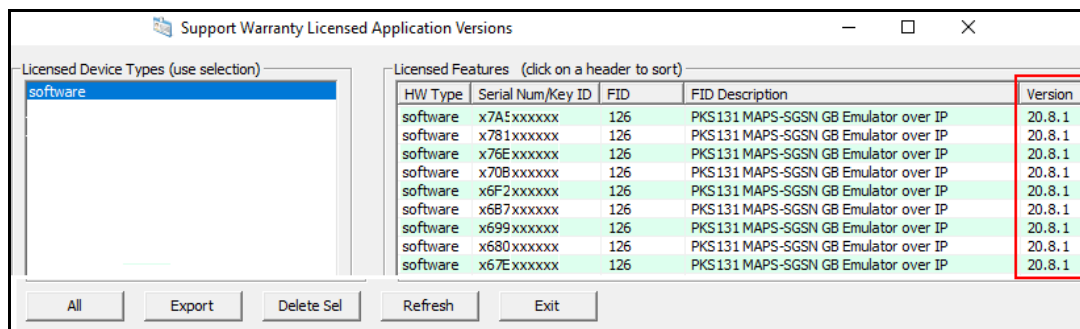 Support Warranty Licensed Application Versions
Licensed Device Types (use selection)
software
Licensed Features (click on a header to sort)
HW Type Serial Num/Key ID FID FID Description Version
software x7A5xxxxxx 126 PKS131 MAPS-SGSN GB Emulator over IP 20.8.1
software x781xxxxxx 126 PKS131 MAPS-SGSN GB Emulator over IP 20.8.1
software x76Exxxxxx 126 PKS131 MAPS-SGSN GB Emulator over IP 20.8.1
software x70Bxxxxxx 126 PKS131 MAPS-SGSN GB Emulator over IP 20.8.1
software x6F2xxxxxx 126 PKS131 MAPS-SGSN GB Emulator over IP 20.8.1
software x6B7xxxxxx 126 PKS131 MAPS-SGSN GB Emulator over IP 20.8.1
software x699xxxxxx 126 PKS131 MAPS-SGSN GB Emulator over IP 20.8.1
software x680xxxxxx 126 PKS131 MAPS-SGSN GB Emulator over IP 20.8.1
software x67Exxxxxx 126 PKS131 MAPS-SGSN GB Emulator over IP 20.8.1
All Export Delete Sel Refresh Exit